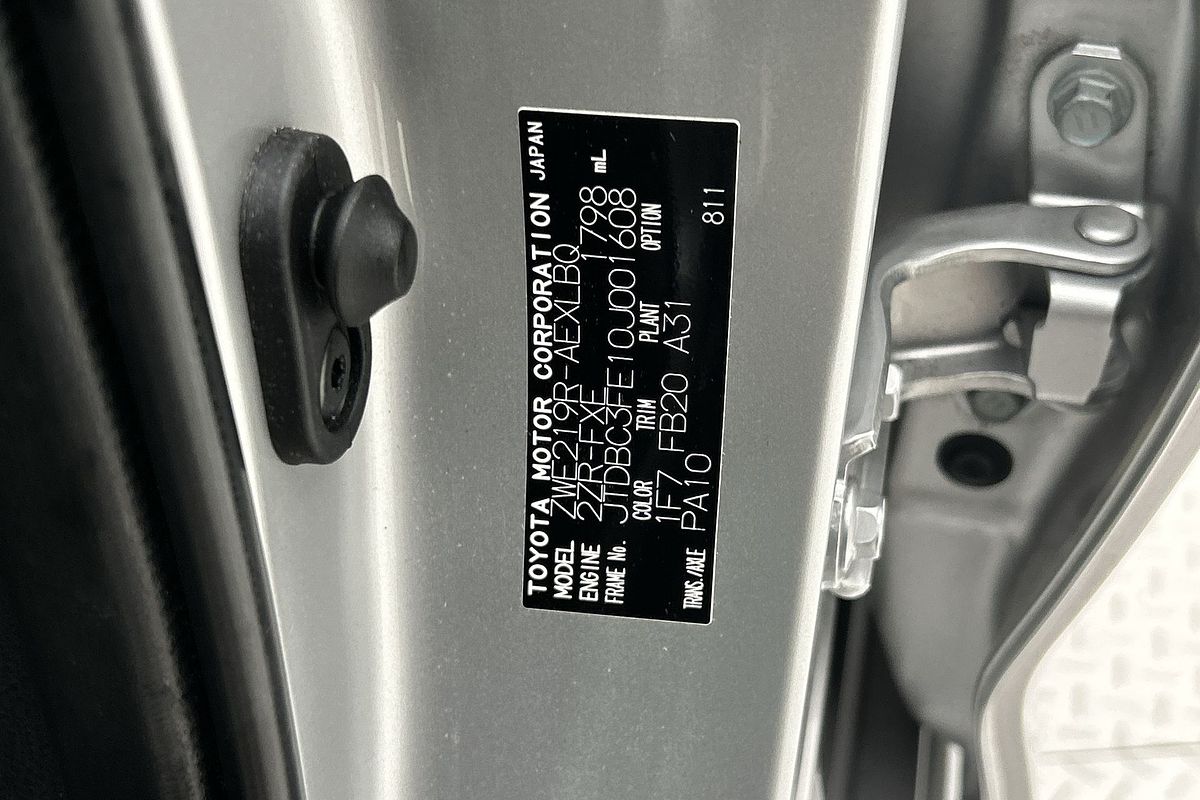 TOYOTA MOTOR CORPORATION JAPAN
MODEL ZWE219R-AEXLBQ
ENGINE 2ZR-FXE 1798 mL
FRAME No. JTDBC3FE10J001608
COLOR TRIM PLANT OPTION
1F7 FB20 A31
TRANS./AXLE PA10 811